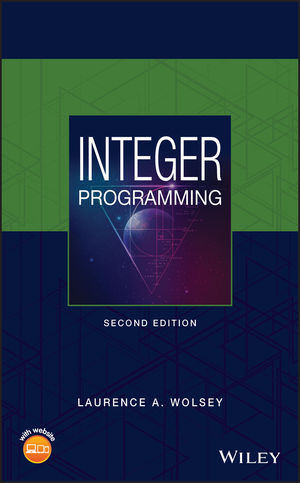 INTEGER
PROGRAMMING
SECOND EDITION
LAURENCE A. WOLSEY
with website
WILEY